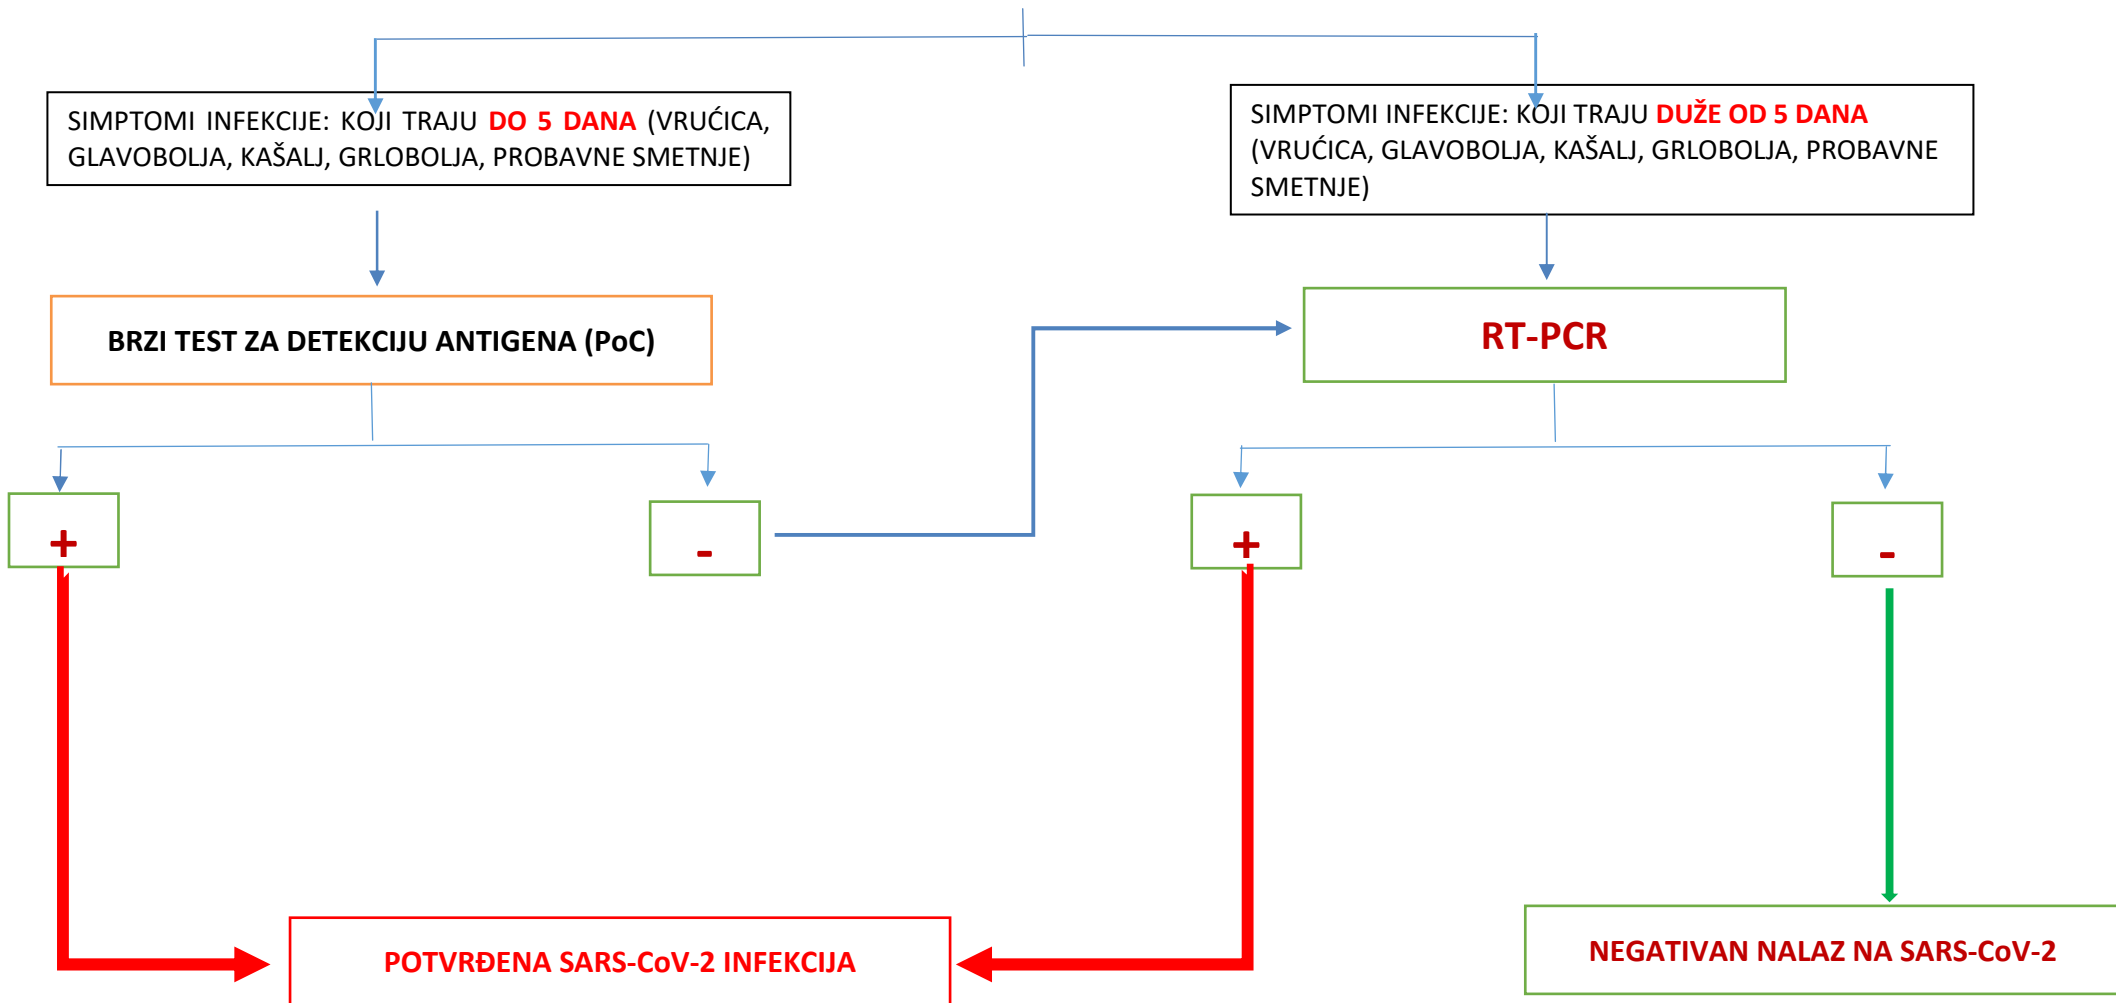 SIMPTOMI INFEKCIJE: KOJI TRAJU DO 5 DANA (VRUĆICA,
GLAVOBOLJA, KAŠALJ, GRLOBOLJA, PROBAVNE SMETNJE)
SIMPTOMI INFEKCIJE: KOJI TRAJU DUŽE OD 5 DANA
(VRUĆICA, GLAVOBOLJA, KAŠALJ, GRLOBOLJA, PROBAVNE
SMETNJE)
BRZI TEST ZA DETEKCIJU ANTIGENA (PoC)
RT-PCR
+
-
+
-
POTVRĐENA SARS-CoV-2 INFEKCIJA
NEGATIVAN NALAZ NA SARS-CoV-2